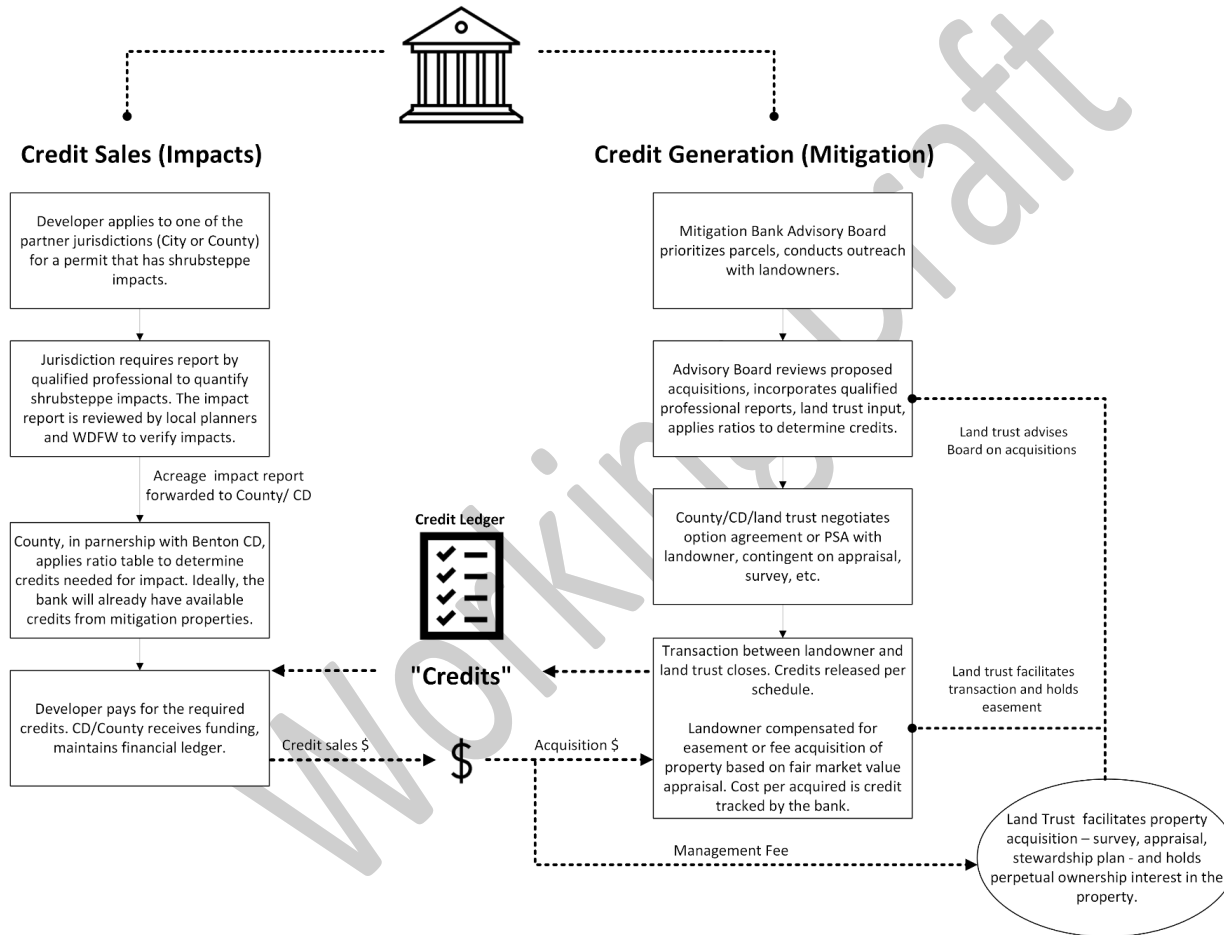 Credit Sales (Impacts)
Developer applies to one of the
partner jurisdictions (City or County)
for a permit that has shrubsteppe
impacts.
Jurisdiction requires report by
qualified professional to quantify
shrubsteppe impacts. The impact
report is reviewed by local planners
and WDFW to verify impacts.
Acreage impact report
forwarded to County/ CD
County, in partnership with Benton CD,
applies ratio table to determine
credits needed for impact. Ideally, the
bank will already have available
credits from mitigation properties.
Developer pays for the required
credits. CD/County receives funding,
maintains financial ledger.
Credit Ledger
"Credits"
Credit sales $
$
Acquisition $
Management Fee
Credit Generation (Mitigation)
Mitigation Bank Advisory Board
prioritizes parcels, conducts outreach
with landowners.
Advisory Board reviews proposed
acquisitions, incorporates qualified
professional reports, land trust input,
applies ratios to determine credits.
County/CD/land trust negotiates
option agreement or PSA with
landowner, contingent on appraisal,
survey, etc.
Transaction between landowner and
land trust closes. Credits released per
schedule.
Landowner compensated for
easement or fee acquisition of
property based on fair market value
appraisal. Cost per acquired is credit
tracked by the bank.
Land trust advises
Board on acquisitions
Land trust facilitates
transaction and holds
easement
Land Trust facilitates property
acquisition – survey, appraisal,
stewardship plan - and holds
perpetual ownership interest in the
property.
Working Draft